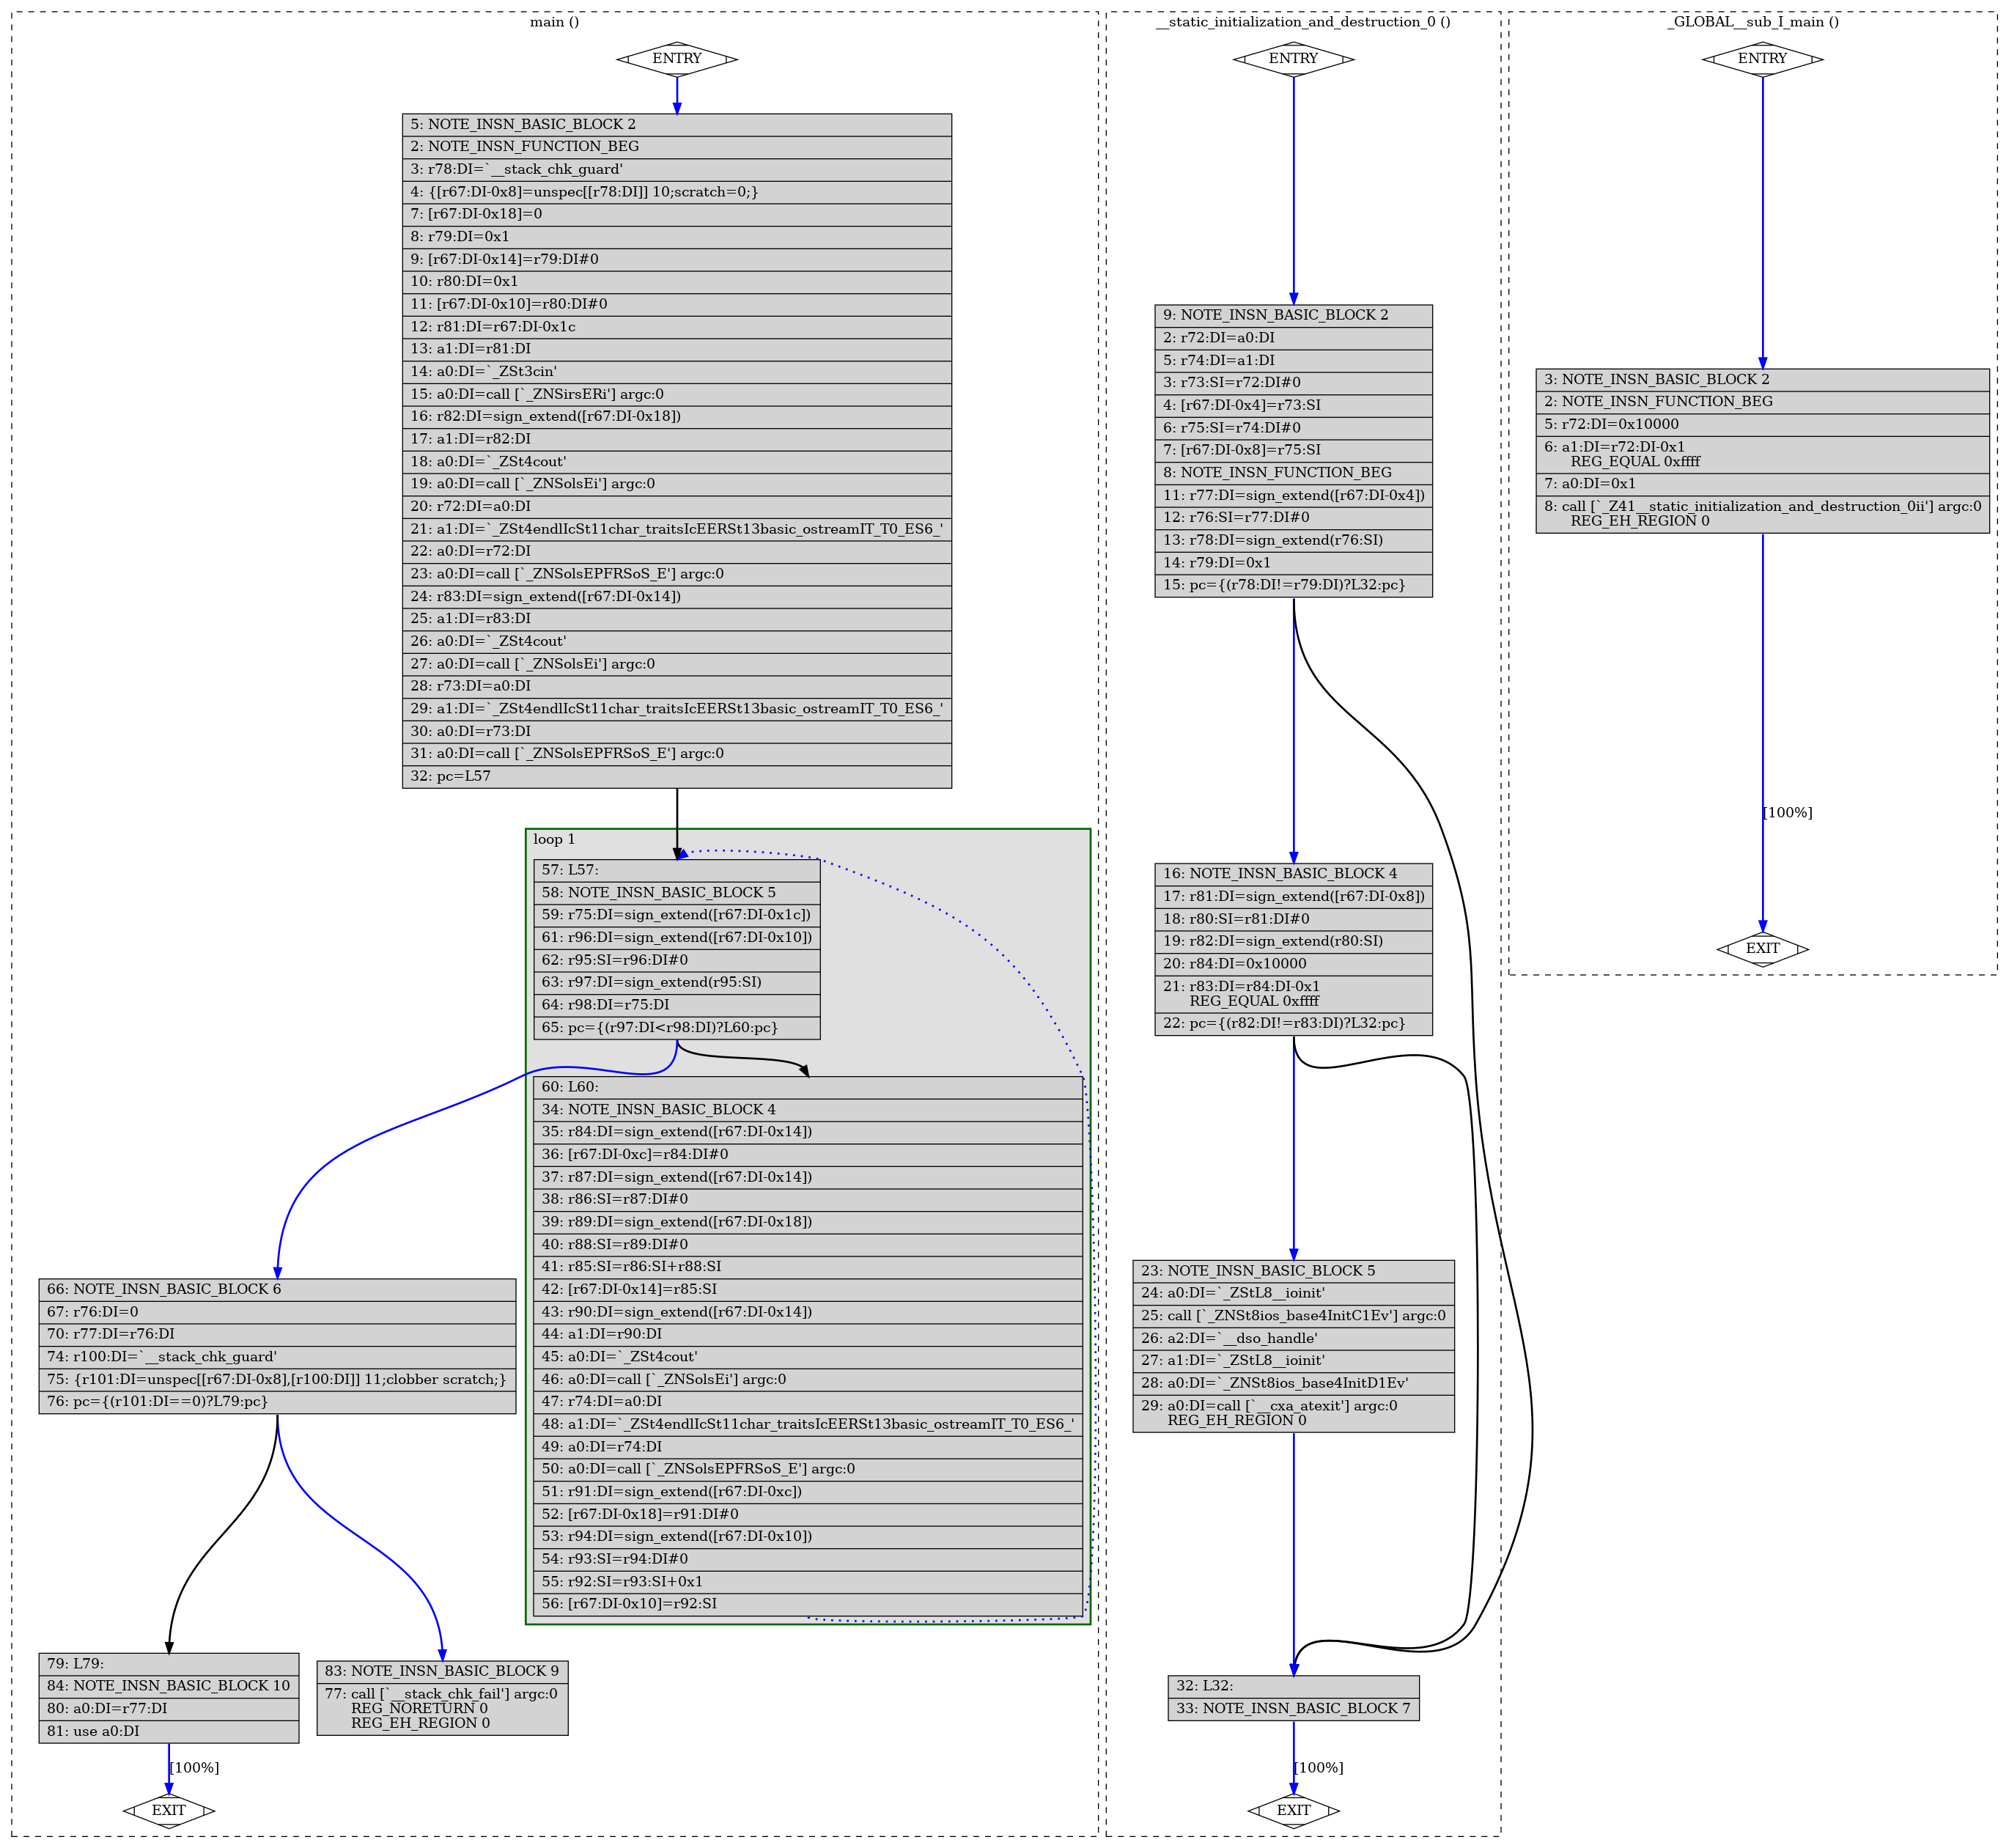 main ()
ENTRY
5: NOTE_INSN_BASIC_BLOCK 2
2: NOTE_INSN_FUNCTION_BEG
3: r78:DI=`__stack_chk_guard'
4: {[r67:DI-0x8]=unspec[[r78:DI]] 10;scratch=0;}
7: [r67:DI-0x18]=0
8: r79:DI=0x1
9: [r67:DI-0x14]=r79:DI#0
10: r80:DI=0x1
11: [r67:DI-0x10]=r80:DI#0
12: r81:DI=r67:DI-0x1c
13: a1:DI=r81:DI
14: a0:DI=`_ZSt3cin'
15: a0:DI=call [`_ZNSirsERi'] argc:0
16: r82:DI=sign_extend([r67:DI-0x18])
17: a1:DI=r82:DI
18: a0:DI=`_ZSt4cout'
19: a0:DI=call [`_ZNSolsEi'] argc:0
20: r72:DI=a0:DI
21: a1:DI=`_ZSt4endlIcSt11char_traitsIcEERSt13basic_ostreamIT_T0_ES6_'
22: a0:DI=r72:DI
23: a0:DI=call [`_ZNSolsEPFRSoS_E'] argc:0
24: r83:DI=sign_extend([r67:DI-0x14])
25: a1:DI=r83:DI
26: a0:DI=`_ZSt4cout'
27: a0:DI=call [`_ZNSolsEi'] argc:0
28: r73:DI=a0:DI
29: a1:DI=`_ZSt4endlIcSt11char_traitsIcEERSt13basic_ostreamIT_T0_ES6_'
30: a0:DI=r73:DI
31: a0:DI=call [`_ZNSolsEPFRSoS_E'] argc:0
32: pc=L57
loop 1
57: L57:
58: NOTE_INSN_BASIC_BLOCK 5
59: r75:DI=sign_extend([r67:DI-0x1c])
61: r96:DI=sign_extend([r67:DI-0x10])
62: r95:SI=r96:DI#0
63: r97:DI=sign_extend(r95:SI)
64: r98:DI=r75:DI
65: pc={(r97:DI<r98:DI)?L60:pc}
60: L60:
34: NOTE_INSN_BASIC_BLOCK 4
35: r84:DI=sign_extend([r67:DI-0x14])
36: [r67:DI-0xc]=r84:DI#0
37: r87:DI=sign_extend([r67:DI-0x14])
38: r86:SI=r87:DI#0
39: r89:DI=sign_extend([r67:DI-0x18])
40: r88:SI=r89:DI#0
41: r85:SI=r86:SI+r88:SI
42: [r67:DI-0x14]=r85:SI
43: r90:DI=sign_extend([r67:DI-0x14])
44: a1:DI=r90:DI
45: a0:DI=`_ZSt4cout'
46: a0:DI=call [`_ZNSolsEi'] argc:0
47: r74:DI=a0:DI
48: a1:DI=`_ZSt4endlIcSt11char_traitsIcEERSt13basic_ostreamIT_T0_ES6_'
49: a0:DI=r74:DI
50: a0:DI=call [`_ZNSolsEPFRSoS_E'] argc:0
51: r91:DI=sign_extend([r67:DI-0xc])
52: [r67:DI-0x18]=r91:DI#0
53: r94:DI=sign_extend([r67:DI-0x10])
54: r93:SI=r94:DI#0
55: r92:SI=r93:SI+0x1
56: [r67:DI-0x10]=r92:SI
66: NOTE_INSN_BASIC_BLOCK 6
67: r76:DI=0
70: r77:DI=r76:DI
74: r100:DI=`__stack_chk_guard'
75: {r101:DI=unspec[[r67:DI-0x8],[r100:DI]] 11;clobber scratch;}
76: pc={(r101:DI==0)?L79:pc}
79: L79:
84: NOTE_INSN_BASIC_BLOCK 10
80: a0:DI=r77:DI
81: use a0:DI
83: NOTE_INSN_BASIC_BLOCK 9
77: call [`__stack_chk_fail'] argc:0
REG_NORETURN 0
REG_EH_REGION 0
[100%]
EXIT
__static_initialization_and_destruction_0 ()
ENTRY
9: NOTE_INSN_BASIC_BLOCK 2
2: r72:DI=a0:DI
5: r74:DI=a1:DI
3: r73:SI=r72:DI#0
4: [r67:DI-0x4]=r73:SI
6: r75:SI=r74:DI#0
7: [r67:DI-0x8]=r75:SI
8: NOTE_INSN_FUNCTION_BEG
11: r77:DI=sign_extend([r67:DI-0x4])
12: r76:SI=r77:DI#0
13: r78:DI=sign_extend(r76:SI)
14: r79:DI=0x1
15: pc={(r78:DI!=r79:DI)?L32:pc}
16: NOTE_INSN_BASIC_BLOCK 4
17: r81:DI=sign_extend([r67:DI-0x8])
18: r80:SI=r81:DI#0
19: r82:DI=sign_extend(r80:SI)
20: r84:DI=0x10000
21: r83:DI=r84:DI-0x1
REG_EQUAL 0xffff
22: pc={(r82:DI!=r83:DI)?L32:pc}
23: NOTE_INSN_BASIC_BLOCK 5
24: a0:DI=`_ZStL8__ioinit'
25: call [`_ZNSt8ios_base4InitC1Ev'] argc:0
26: a2:DI=`__dso_handle'
27: a1:DI=`_ZStL8__ioinit'
28: a0:DI=`_ZNSt8ios_base4InitD1Ev'
29: a0:DI=call [`__cxa_atexit'] argc:0
REG_EH_REGION 0
32: L32:
33: NOTE_INSN_BASIC_BLOCK 7
[100%]
EXIT
_GLOBAL__sub_I_main ()
ENTRY
3: NOTE_INSN_BASIC_BLOCK 2
2: NOTE_INSN_FUNCTION_BEG
5: r72:DI=0x10000
6: a1:DI=r72:DI-0x1
REG_EQUAL 0xffff
7: a0:DI=0x1
8: call [`_Z41__static_initialization_and_destruction_0ii'] argc:0
REG_EH_REGION 0
[100%]
EXIT